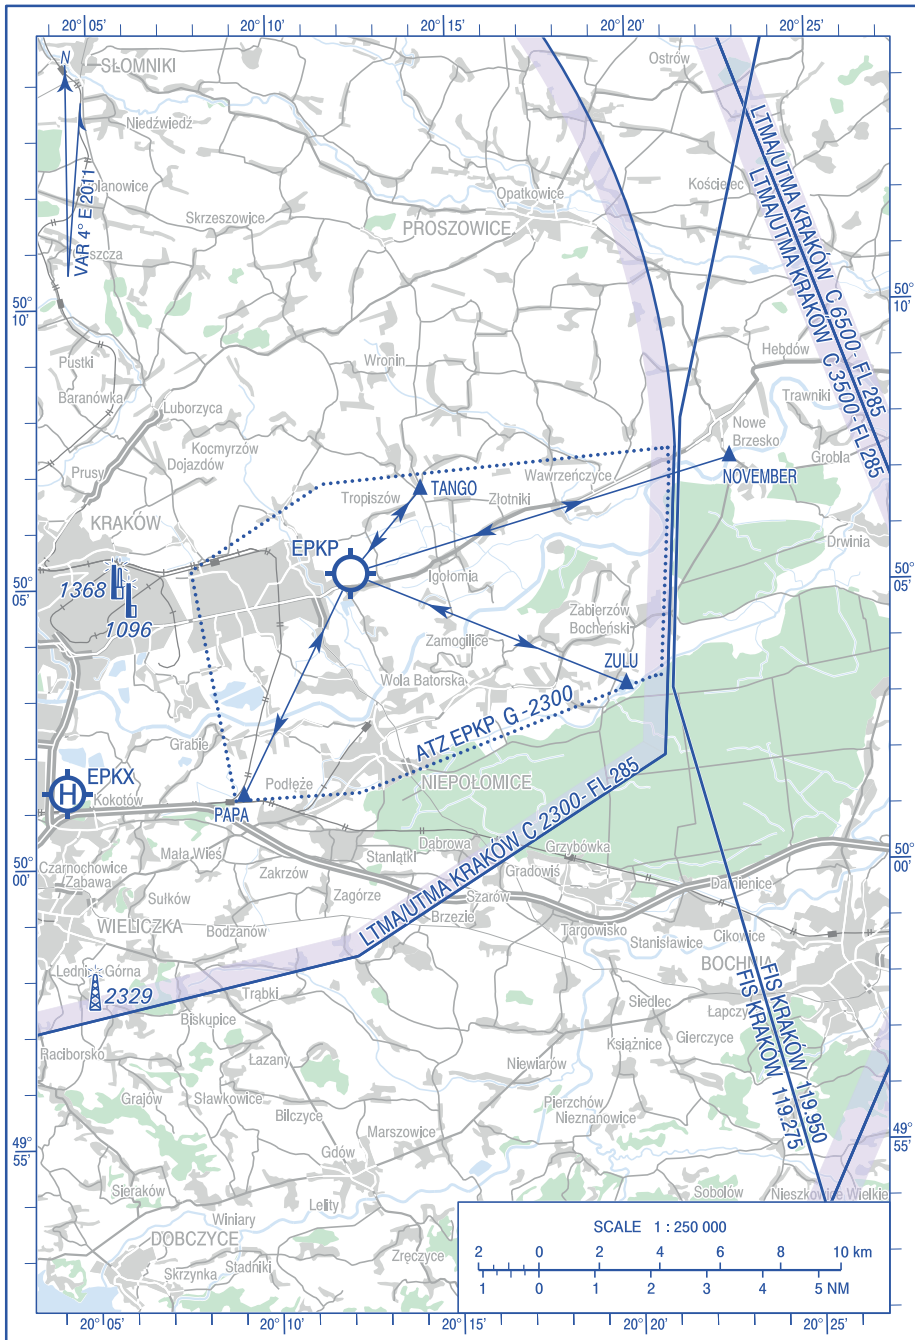 20° 05'
20° 10'
20° 15'
20° 20'
20° 25'
N
SŁOMNIKI
Ostrów
Niedźwiedź
VAR 4° E 2011
Skrzeszowice
Opatkowice
Kościelec
PROSZOWICE
LTMA/UTMA KRAKÓW C 6500 - FL 285
LTMA/UTMA KRAKÓW C 3500 - FL 285
50°
10'
50°
10'
Pustki
Baranówka
Wronin
Hebdów
Trawniki
Luborzyca
Kocmyrzów
Dojazdów
Nowe
Brzesko
Grobla
Prusy
Wawrzeńczyce
NOVEMBER
Tropiszów
TANGO
Złotniki
KRAKÓW
Drwinia
EPKP
50°
05'
1368
1096
Igołomia
50°
05'
Zabierzów
Bocheński
Zamogilice
ZULU
Wola Batorska
ATZ EPKP G - 2300
Grabie
EPKX
H
Podłęże
NIEPOŁOMICE
Kokotów
PAPA
50°
00'
Mała Wieś
Stanlątki
Dąbrowa
Grzybówka
50°
00'
Czarnochowice
Zabawa
Zakrzów
Gradowiś
Damienice
Sułków
Zagórze
Szarów
LTMA/UTMA KRAKÓW C 2300 - FL 285
WIELICZKA
Bodzanów
Brzezie
Targowisko
Stanisławice
Cikowice
BOCHNIA
Lednica Górna
2329
Trąbki
FIS KRAKÓW 119.950
FIS KRAKÓW 119.275
Siedlec
Łapczyca
Biskupice
Książnice
Gierczyce
Raciborsko
Łazany
Niewiarów
Grajów
Sławkowice
Bilczyce
Pierzchów
Nieznanowice
Marszowice
49°
55'
49°
55'
Gdów
Sieraków
Sobolów
Nieszkowice Wielkie
Winiary
Lełity
DOBCZYCE
Stadniki
Zręczyce
Skrzynka
SCALE 1 : 250 000
2 0 2 4 6 8 10 km
1 0 1 2 3 4 5 NM
20° 05'
20° 10'
20° 15'
20° 20'
20° 25'